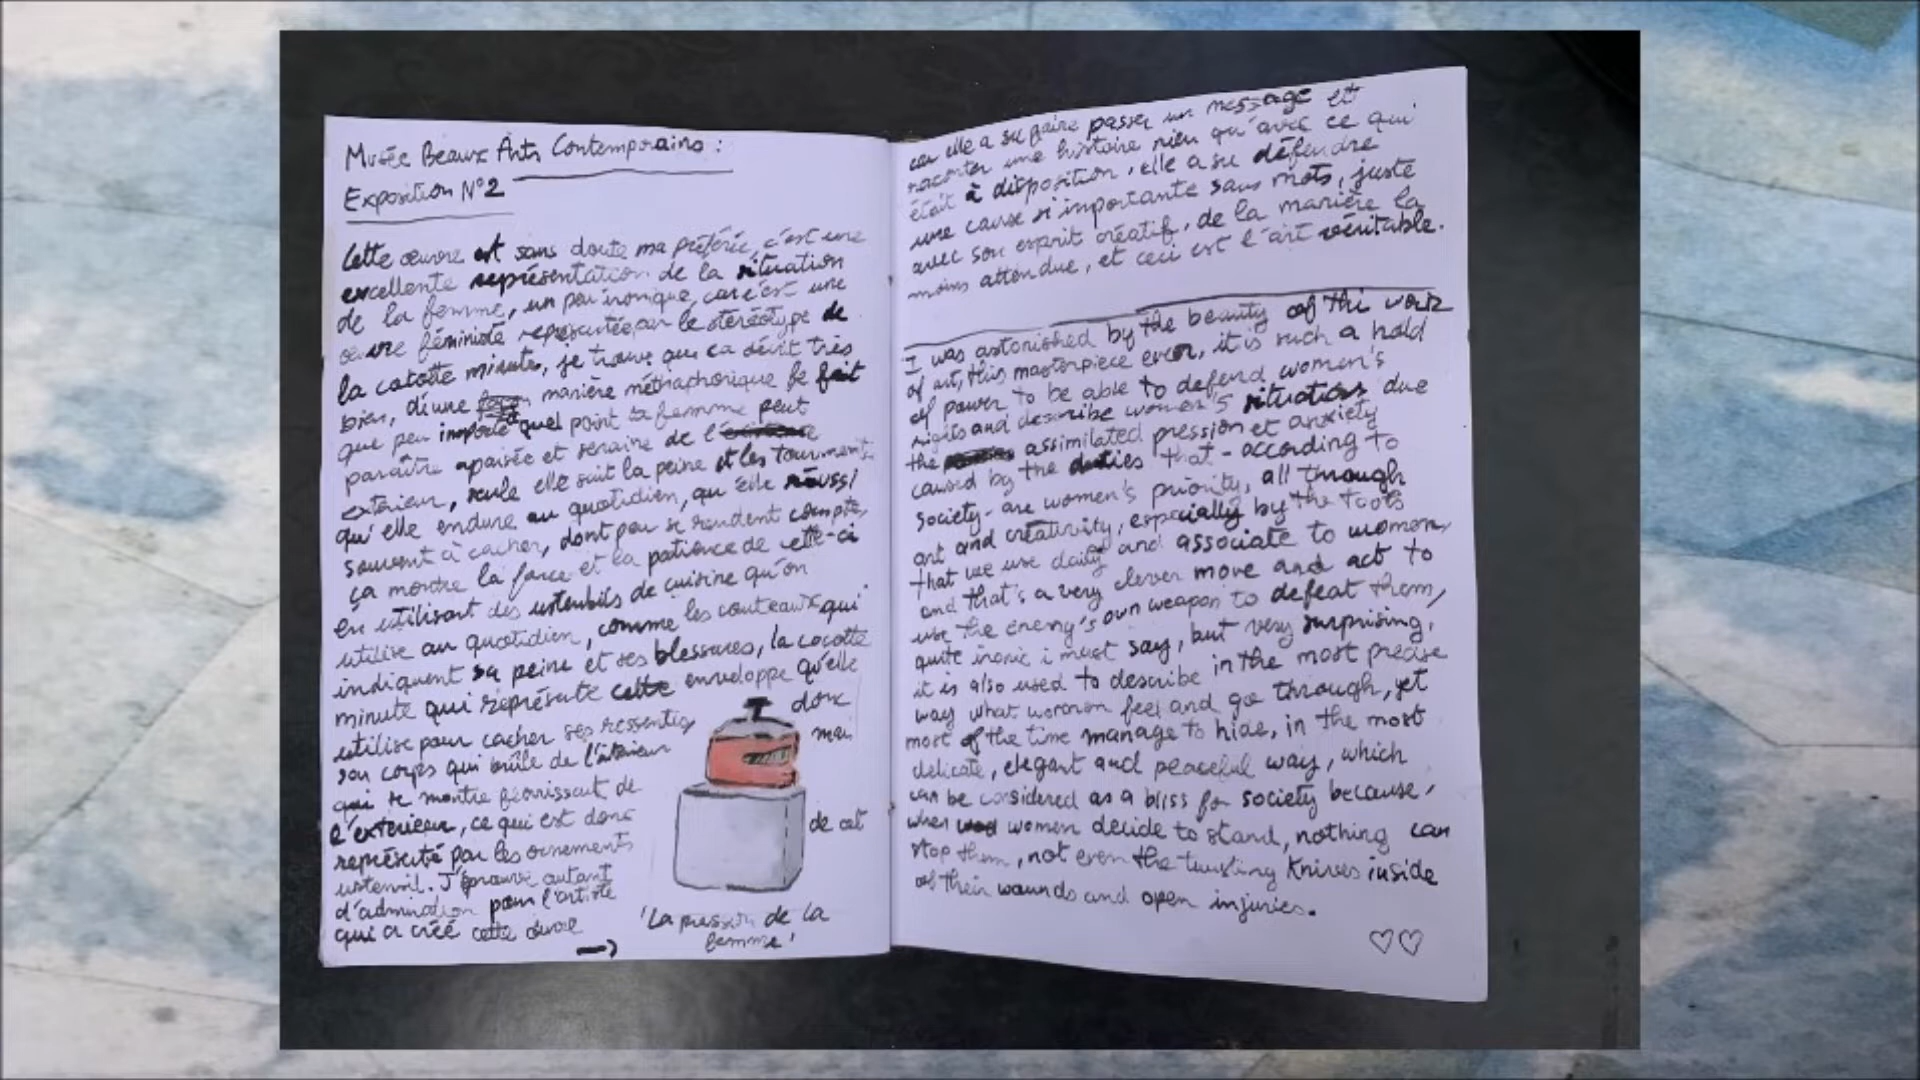 Musée Beaux Arts Contemporains :
Exposition N°2
Cette œuvre est sans doute ma préférée, c'est une
excellente représentation de la situation
de la femme, un peu ironique, car c'est une
œuvre féministe représentée par le stéréotype de
la cocotte minute, je trouve que ça décrit très
bien, d'une manière métaphorique le fait
que peu importe à quel point la femme peut
paraître apaisée et seraine de l'
extérieur, seule elle sait la peine et les tourments
qu'elle endure au quotidien, qu'elle réussi
souvent à cacher, dont peu se rendent compte,
ça montre la force et la patience de celle-ci
en utilisant des ustensils de cuisine qu'on
utilise au quotidien, comme les couteaux qui
indiquent sa peine et ses blessures, la cocotte
minute qui représente cette enveloppe qu'elle
utilise pour cacher ses ressentis, donc
son corps qui brûle de l'intérieur mais
qui se montre fleurissant de
l'extérieur, ce qui est donc
représenté par les ornements de cet
ustensil. J'éprouve autant
d'admiration pour l'artiste
qui a créé cette œuvre
→
'La pression de la
femme'
car elle a su faire passer un message et
raconter une histoire rien qu'avec ce qui
était à disposition, elle a su défendre
une cause si importante sans mots, juste
avec son esprit créatif, de la manière la
moins attendue, et ceci est l'art véritable.
I was astonished by the beauty of this work
of art, this masterpiece even, it is such a hold
of power to be able to defend women's
rights and describe women's situations due
the assimilated pression et anxiety
caused by the duties that - according to
society - are women's priority, all through
art and creativity, especially by the tools
that we use daily and associate to women,
and that's a very clever move and act to
use the enemy's own weapon to defeat them,
quite ironic i must say, but very surprising,
it is also used to describe in the most precise
way what women feel and go through, yet
most of the time manage to hide, in the most
delicate, elegant and peaceful way, which
can be considered as a bliss for society because,
when women decide to stand, nothing can
stop them, not even the twisting knives inside
of their wounds and open injuries.
♡♡